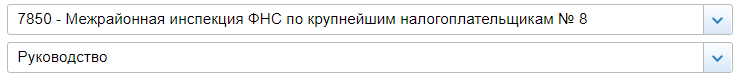 7850 - Межрайонная инспекция ФНС по крупнейшим налогоплательщикам № 8
Руководство